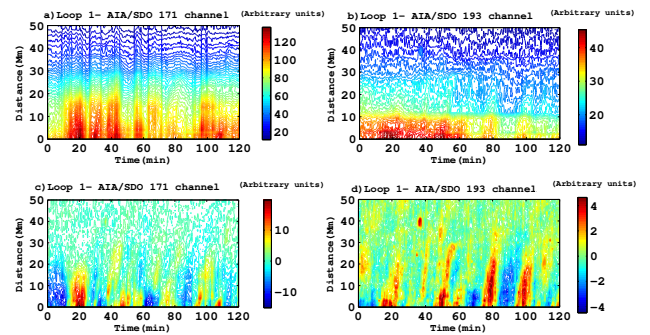 a)Loop 1- AIA/SDO 171 channel (Arbitrary units)
50
40
30
20
10
0
Distance(Mm)
0 20 40 60 80 100 120
Time(min)
120
100
80
60
40
20
b)Loop 1- AIA/SDO 193 channel (Arbitrary units)
50
40
30
20
10
0
Distance(Mm)
0 20 40 60 80 100 120
Time(min)
40
30
20
c)Loop 1- AIA/SDO 171 channel (Arbitrary units)
50
40
30
20
10
0
Distance(Mm)
0 20 40 60 80 100 120
Time (min)
10
0
−10
d)Loop 1- AIA/SDO 193 channel (Arbitrary units)
50
40
30
20
10
0
Distance(Mm)
0 20 40 60 80 100 120
Time(min)
4
2
0
−2
−4